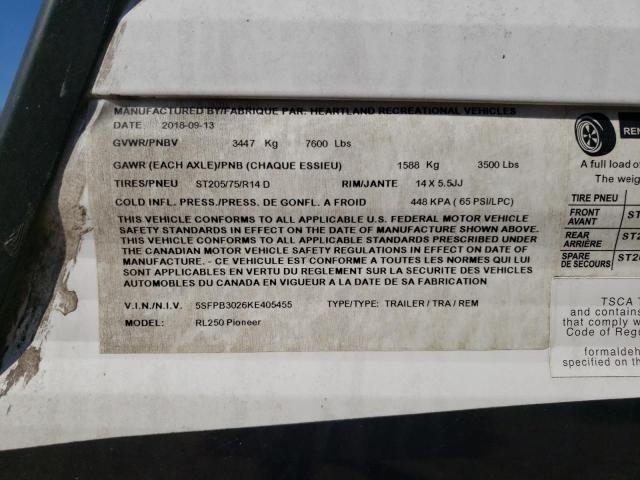 MANUFACTURED BY/FABRIQUE PAR: HEARTLAND RECREATIONAL VEHICLES
DATE 2018-09-13
GVWR/PNBV 3447 Kg 7600 Lbs
GAWR (EACH AXLE)/PNB (CHAQUE ESSIEU) 1588 Kg 3500 Lbs
TIRES/PNEU ST205/75/R14 D RIM/JANTE 14 X 5.5JJ
COLD INFL. PRESS./PRESS. DE GONFL. A FROID 448 KPA ( 65 PSI/LPC)
THIS VEHICLE CONFORMS TO ALL APPLICABLE U.S. FEDERAL MOTOR VEHICLE
SAFETY STANDARDS IN EFFECT ON THE DATE OF MANUFACTURE SHOWN ABOVE.
THIS VEHICLE CONFORMS TO ALL APPLICABLE STANDARDS PRESCRIBED UNDER
THE CANADIAN MOTOR VEHICLE SAFETY REGULATIONS IN EFFECT ON DATE OF
MANUFACTURE. - CE VEHICULE EST CONFORME A TOUTES LES NORMES QUI LUI
SONT APPLICABLES EN VERTU DU REGLEMENT SUR LA SECURITE DES VEHICLES
AUTOMOBILES DU CANADA EN VIGUEUR A LA DATE DE SA FABRICATION
V.I.N./N.I.V. 5SFPB3026KE405455 TYPE/TYPE: TRAILER / TRA / REM
MODEL: RL250 Pioneer
REN
A full load of
The weig
TIRE PNEU
FRONT ST
AVANT
REAR ST2
ARRIÈRE
SPARE ST20
DE SECOURS
TSCA T
and contains
that comply w
Code of Regu
formaldeh
specified on th